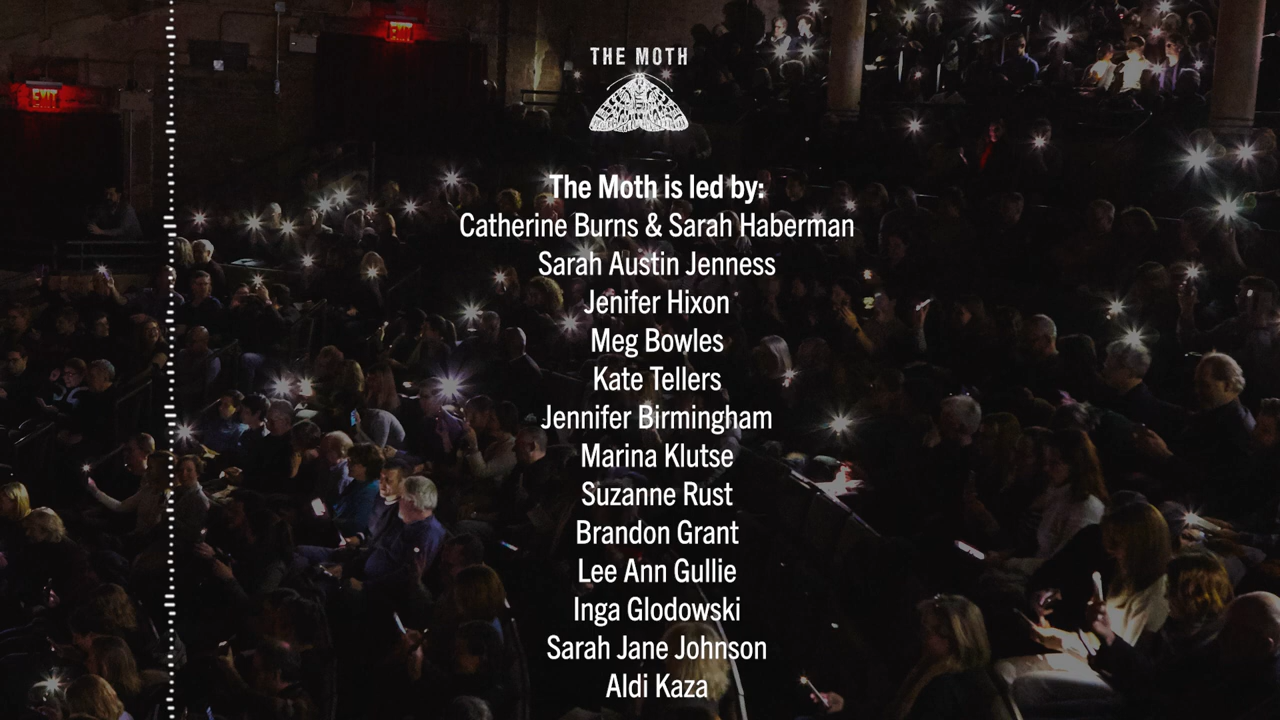 EXIT
EXIT
THE MOTH
The Moth is led by:
Catherine Burns & Sarah Haberman
Sarah Austin Jenness
Jenifer Hixon
Meg Bowles
Kate Tellers
Jennifer Birmingham
Marina Klutse
Suzanne Rust
Brandon Grant
Lee Ann Gullie
Inga Glodowski
Sarah Jane Johnson
Aldi Kaza